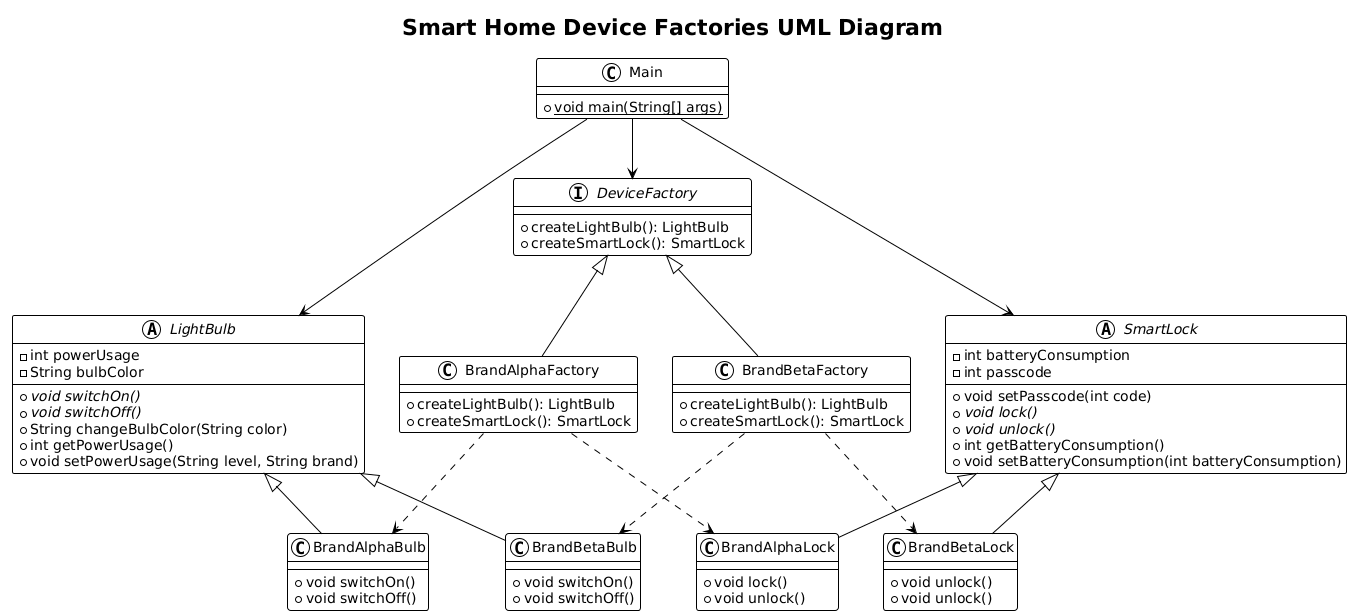 Smart Home Device Factories UML Diagram
C Main
void main(String[] args)
I DeviceFactory
createLightBulb(): LightBulb
createSmartLock(): SmartLock
A LightBulb
int powerUsage
String bulbColor
void switchOn()
void switchOff()
String changeBulbColor(String color)
int getPowerUsage()
void setPowerUsage(String level, String brand)
C BrandAlphaFactory
createLightBulb(): LightBulb
createSmartLock(): SmartLock
C BrandBetaFactory
createLightBulb(): LightBulb
createSmartLock(): SmartLock
A SmartLock
int batteryConsumption
int passcode
void setPasscode(int code)
void lock()
void unlock()
int getBatteryConsumption()
void setBatteryConsumption(int batteryConsumption)
C BrandAlphaBulb
void switchOn()
void switchOff()
C BrandBetaBulb
void switchOn()
void switchOff()
C BrandAlphaLock
void lock()
void unlock()
C BrandBetaLock
void unlock()
void unlock()